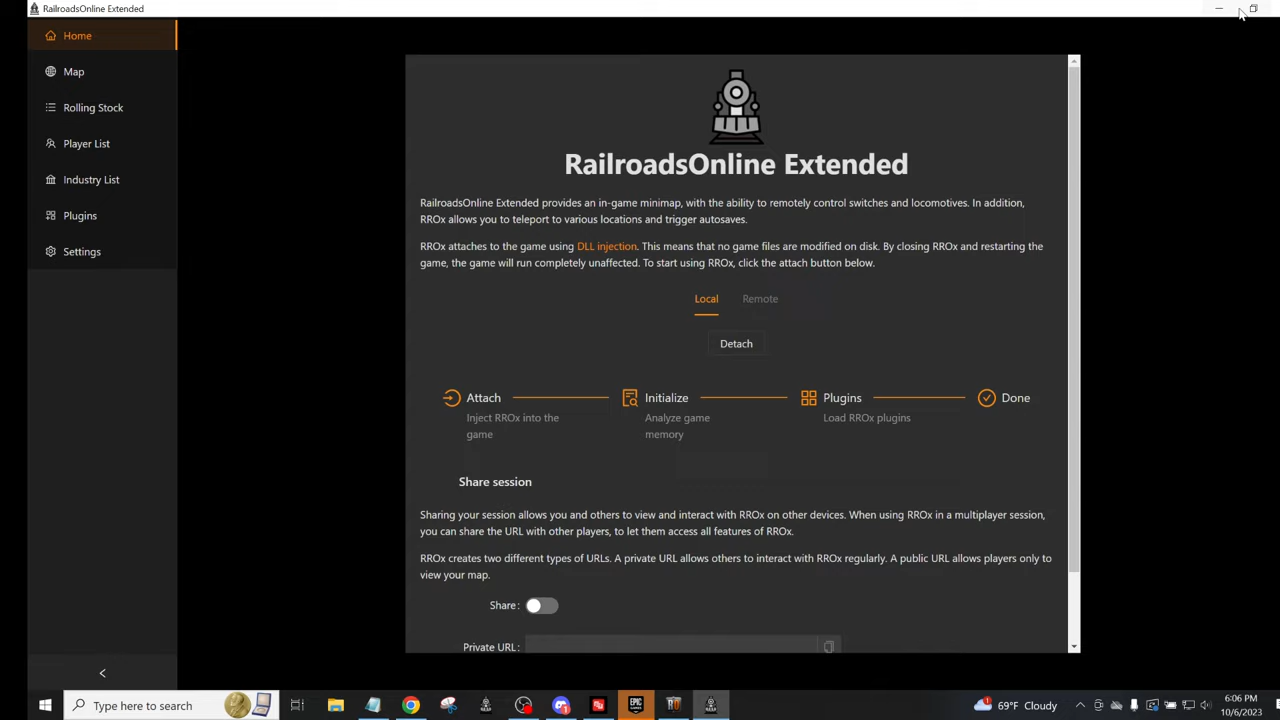 RailroadsOnline Extended
Home
Map
Rolling Stock
Player List
Industry List
Plugins
Settings
RailroadsOnline Extended
RailroadsOnline Extended provides an in-game minimap, with the ability to remotely control switches and locomotives. In addition,
RROx allows you to teleport to various locations and trigger autosaves.
RROx attaches to the game using DLL injection. This means that no game files are modified on disk. By closing RROx and restarting the
game, the game will run completely unaffected. To start using RROx, click the attach button below.
Local Remote
Detach
Attach Initialize Plugins Done
Inject RROx into the Analyze game Load RROx plugins
game memory
Share session
Sharing your session allows you and others to view and interact with RROx on other devices. When using RROx in a multiplayer session,
you can share the URL with other players, to let them access all features of RROx.
RROx creates two different types of URLs. A private URL allows others to interact with RROx regularly. A public URL allows players only to
view your map.
Share :
Private URL :
Type here to search
EPIC
69°F Cloudy
6:06 PM
10/6/2023